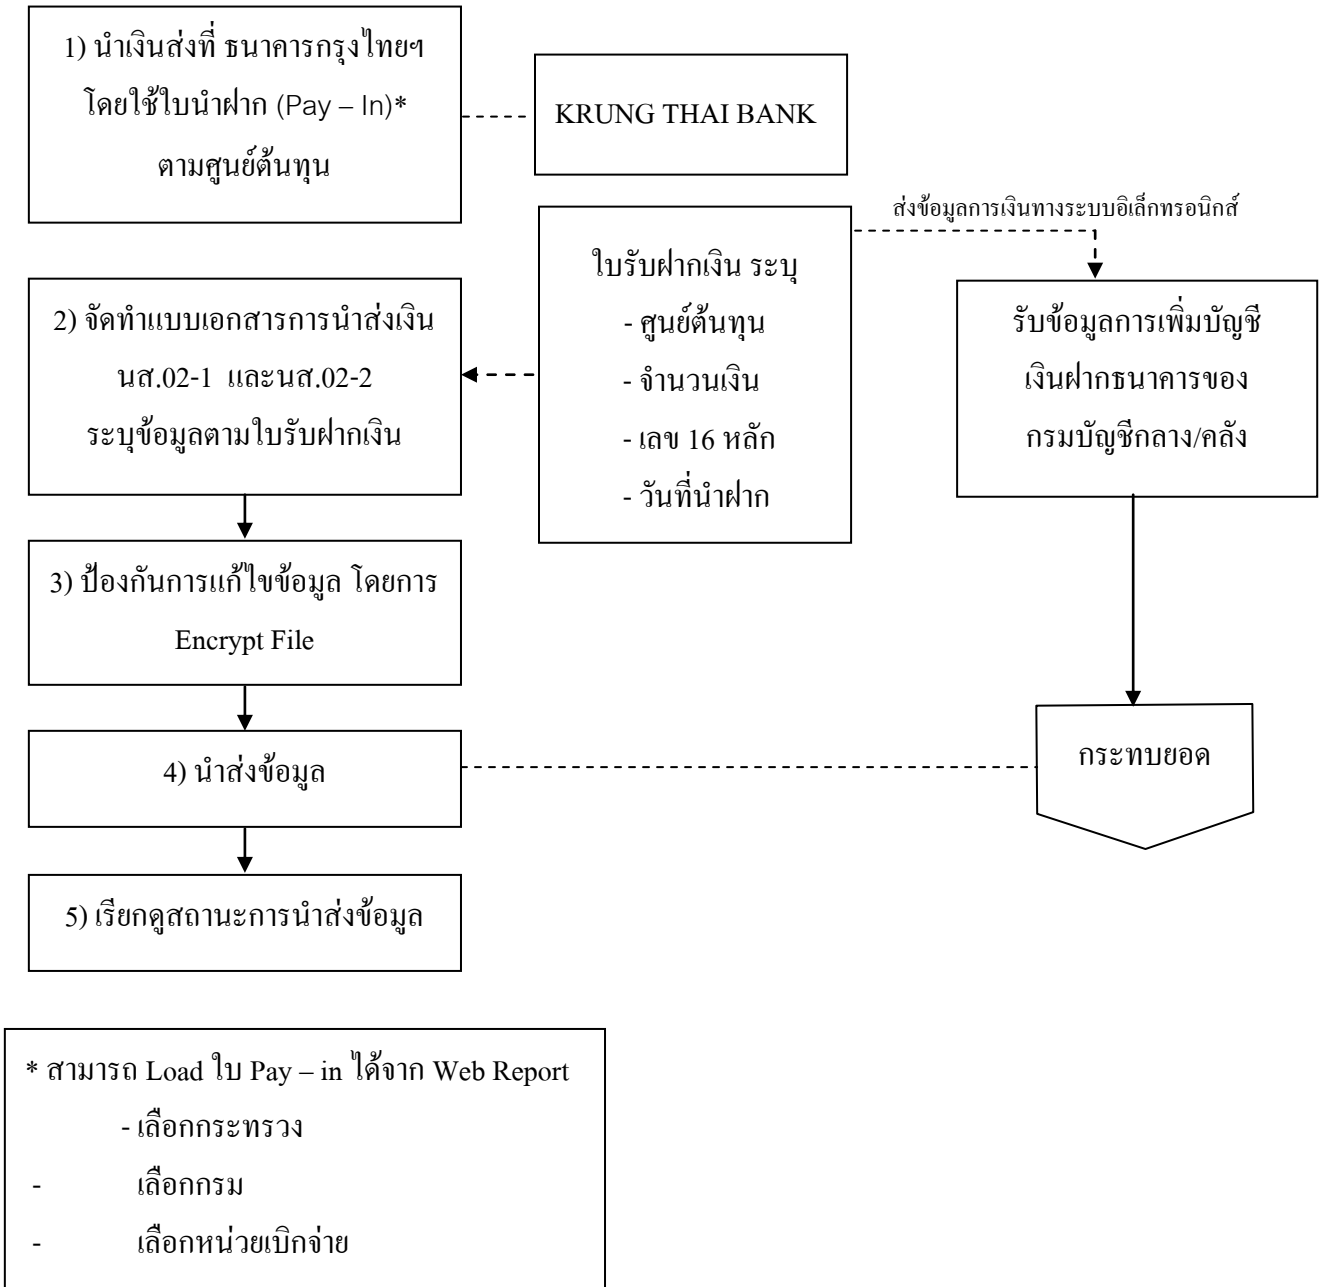 1) นำเงินส่งที่ ธนาคารกรุงไทยฯ
โดยใช้ใบนำฝาก (Pay – In)*
ตามศูนย์ต้นทุน
KRUNG THAI BANK
ส่งข้อมูลการเงินทางระบบอิเล็กทรอนิกส์
ใบรับฝากเงิน ระบุ
- ศูนย์ต้นทุน
- จำนวนเงิน
- เลข 16 หลัก
- วันที่นำฝาก
รับข้อมูลการเพิ่มบัญชี
เงินฝากธนาคารของ
กรมบัญชีกลาง/คลัง
2) จัดทำแบบเอกสารการนำส่งเงิน
นส.02-1 และนส.02-2
ระบุข้อมูลตามใบรับฝากเงิน
3) ป้องกันการแก้ไขข้อมูล โดยการ
Encrypt File
4) นำส่งข้อมูล
กระทบยอด
5) เรียกดูสถานะการนำส่งข้อมูล
* สามารถ Load ใบ Pay – in ได้จาก Web Report
- เลือกกระทรวง
- เลือกกรม
- เลือกหน่วยเบิกจ่าย